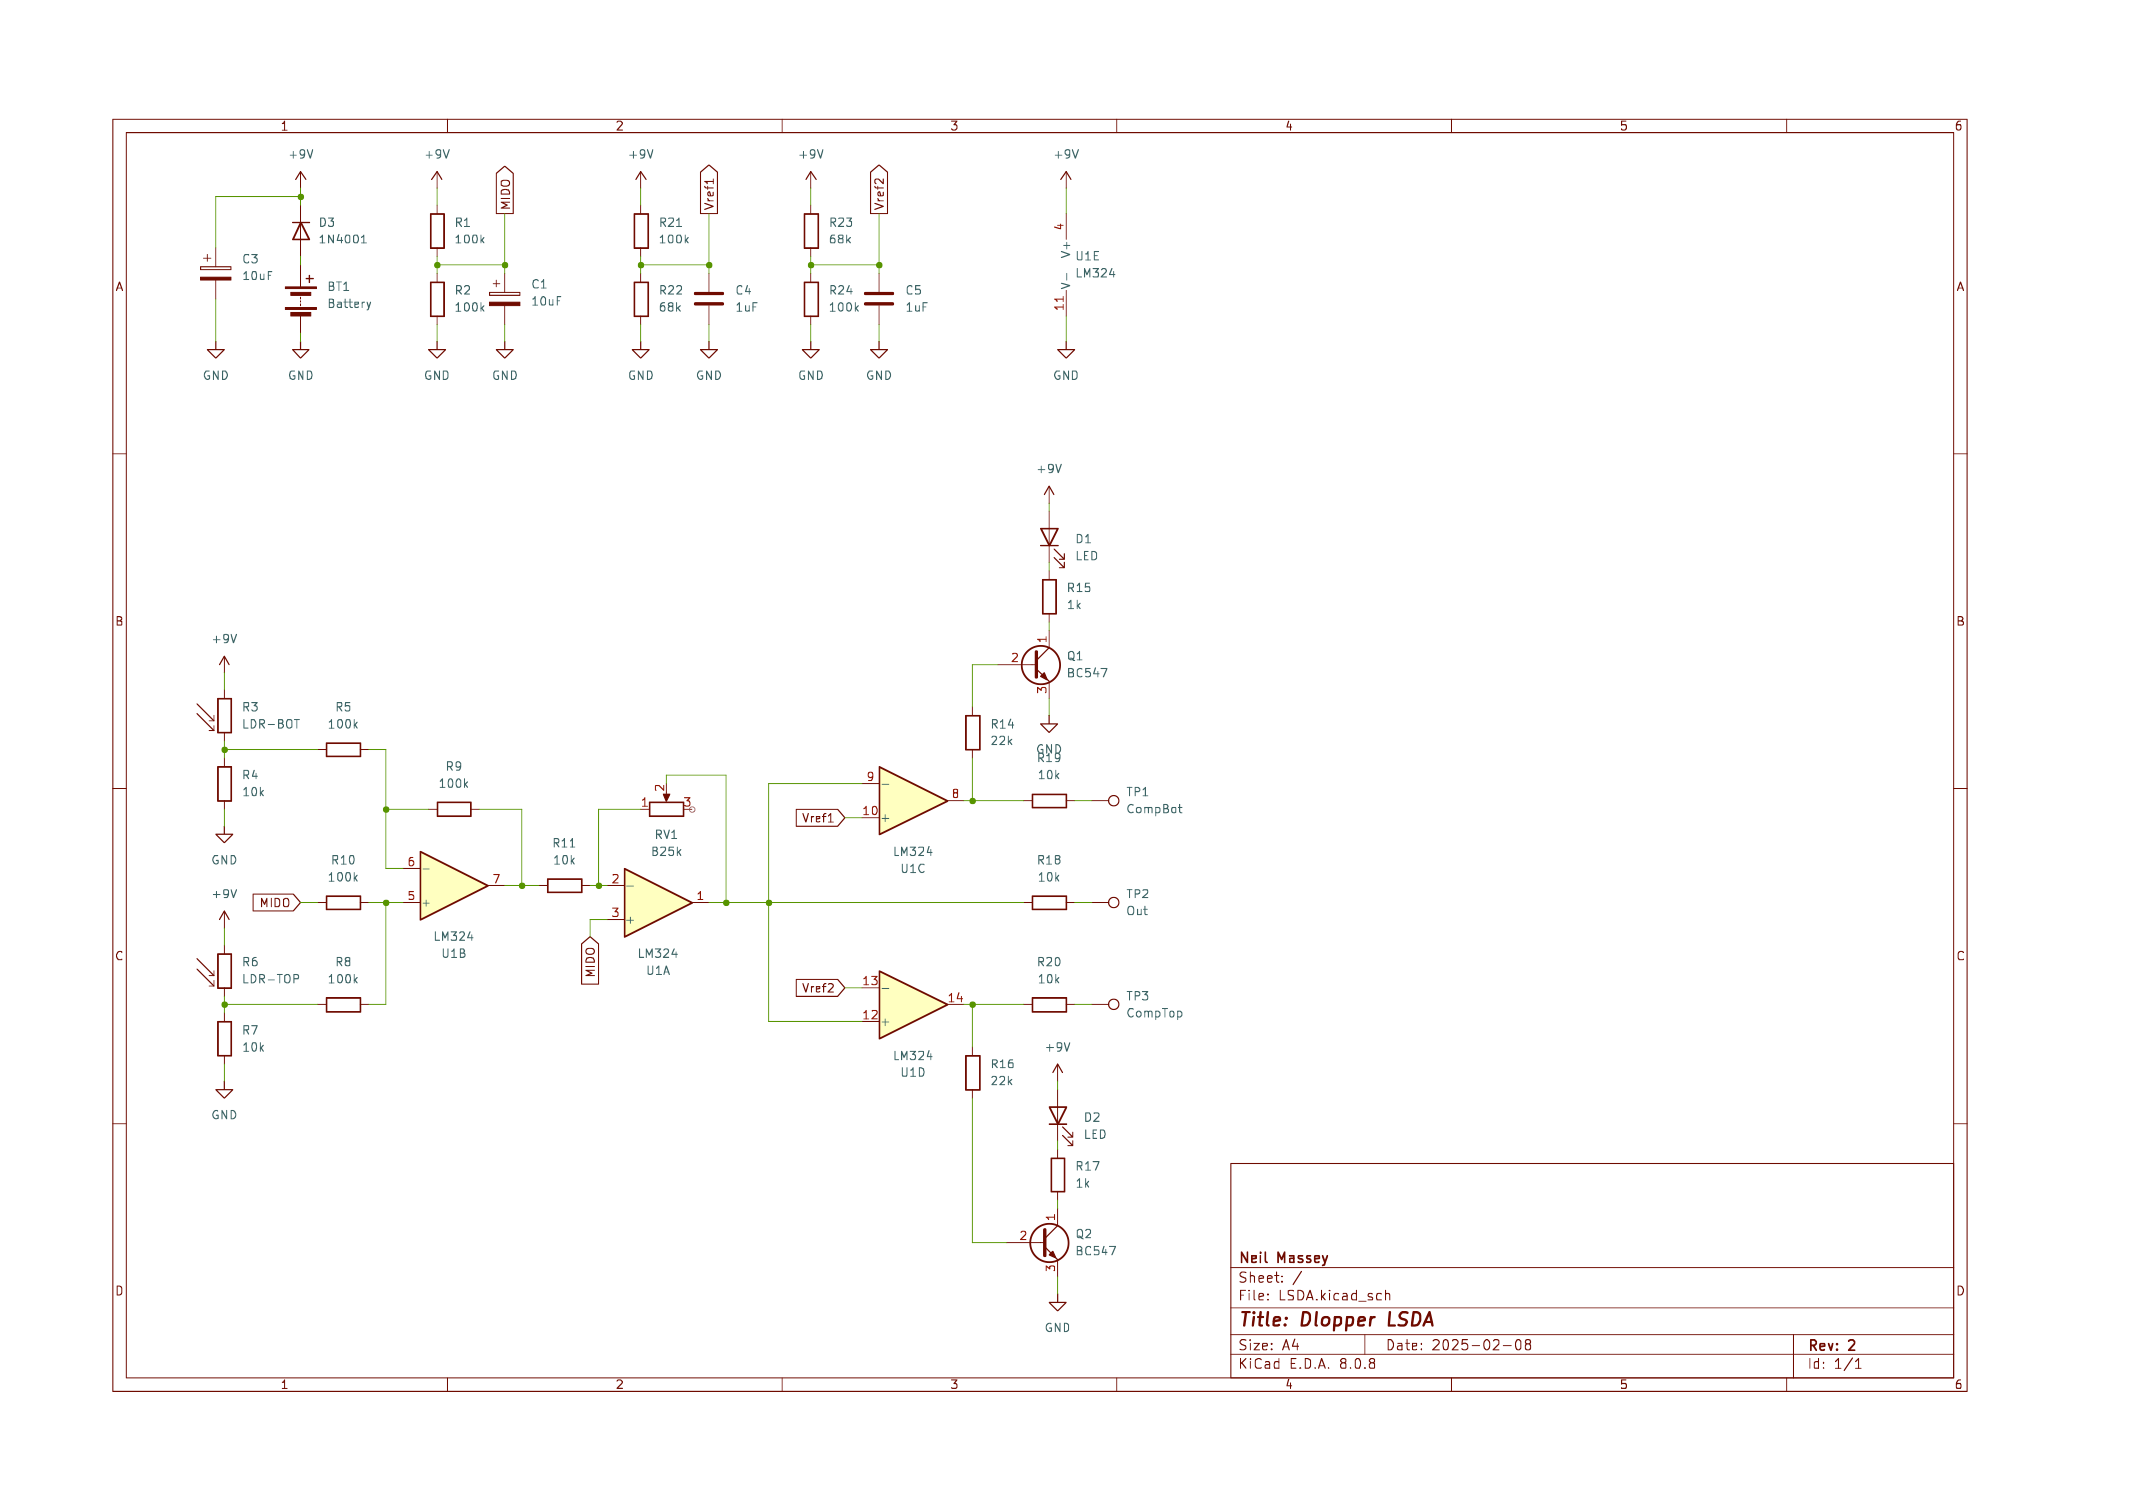 1 2 3 4 5 6
A
B
C
D
A
B
C
D
+9V
D3
1N4001
C3
10uF
+
BT1
Battery
+
GND
GND
+9V
MIDO
R1
100k
R2
100k
C1
10uF
+
GND
GND
+9V
Vref1
R21
100k
R22
68k
C4
1uF
GND
GND
+9V
Vref2
R23
68k
R24
100k
C5
1uF
GND
GND
+9V
4
V+
U1E
LM324
V-
11
GND
+9V
D1
LED
R15
1k
1
2
Q1
BC547
3
GND
+9V
R3
LDR-BOT
R5
100k
R4
10k
GND
R9
100k
R10
100k
MIDO
6
-
7
5
+
LM324
U1B
+9V
R6
LDR-TOP
R8
100k
R7
10k
GND
R11
10k
1
2
3
RV1
B25k
2
-
1
3
+
MIDO
LM324
U1A
R14
22k
9
-
8
10
+
Vref1
LM324
U1C
R19
10k
TP1
CompBot
R18
10k
TP2
Out
Vref2
13
-
14
12
+
LM324
U1D
R20
10k
TP3
CompTop
R16
22k
+9V
D2
LED
R17
1k
1
2
Q2
BC547
3
GND
Neil Massey
Sheet: /
File: LSDA.kicad_sch
Title: Dlopper LSDA
Size: A4 Date: 2025-02-08 Rev: 2
KiCad E.D.A. 8.0.8 Id: 1/1
1 2 3 4 5 6